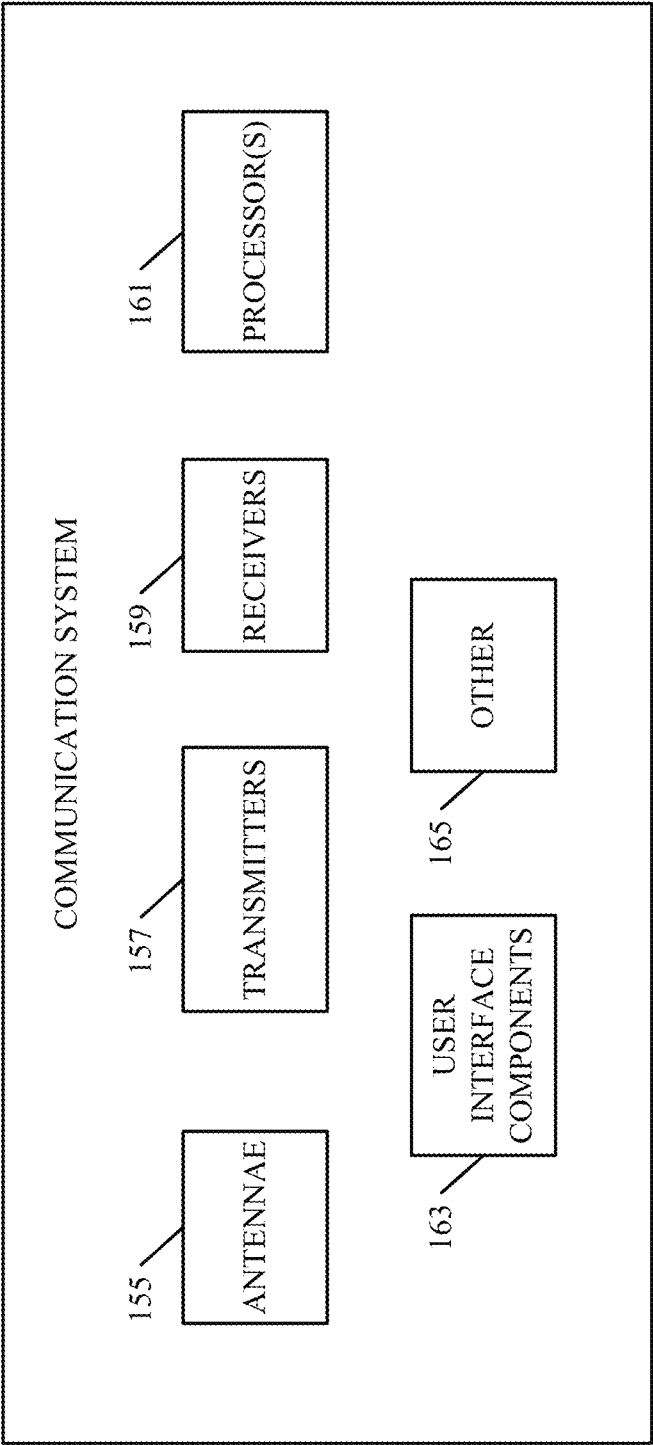 COMMUNICATION SYSTEM
155
157
159
161
ANTENNAE
TRANSMITTERS
RECEIVERS
PROCESSOR(S)
163
165
USER
INTERFACE
COMPONENTS
OTHER